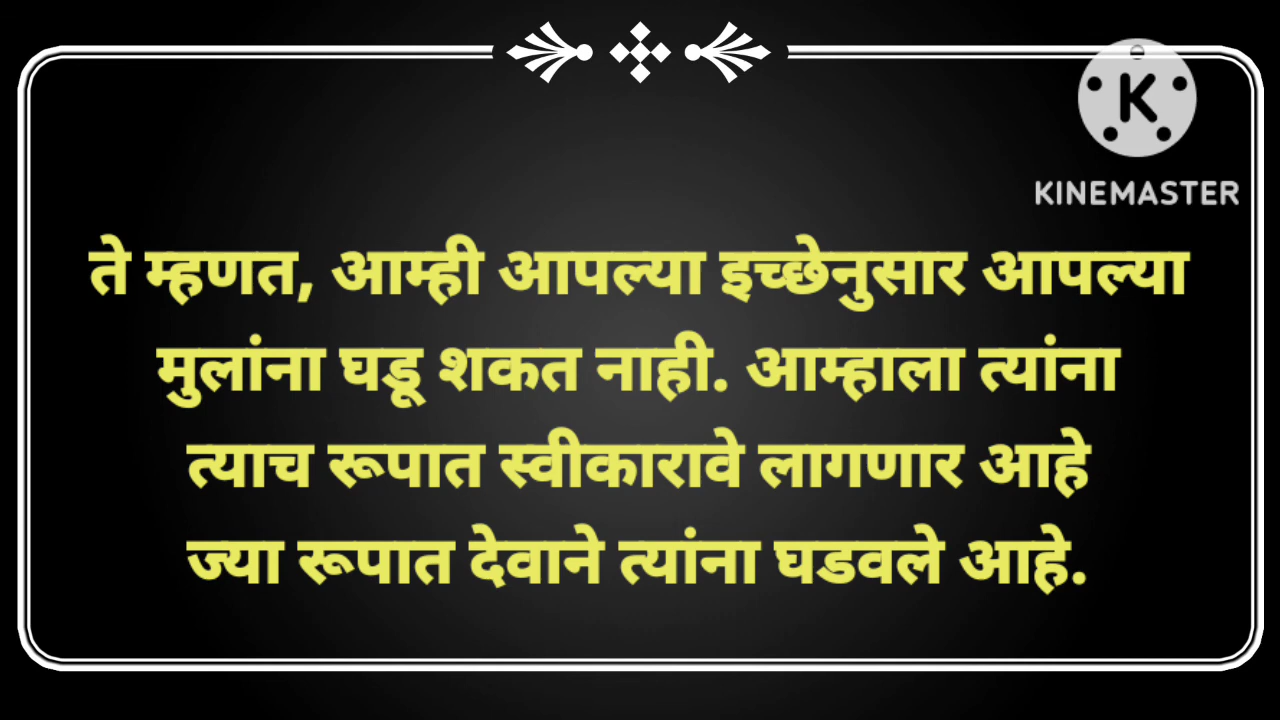 K
KINEMASTER
ते म्हणत, आम्ही आपल्या इच्छेनुसार आपल्या
मुलांना घडू शकत नाही. आम्हाला त्यांना
त्याच रूपात स्वीकारावे लागणार आहे
ज्या रूपात देवाने त्यांना घडवले आहे.